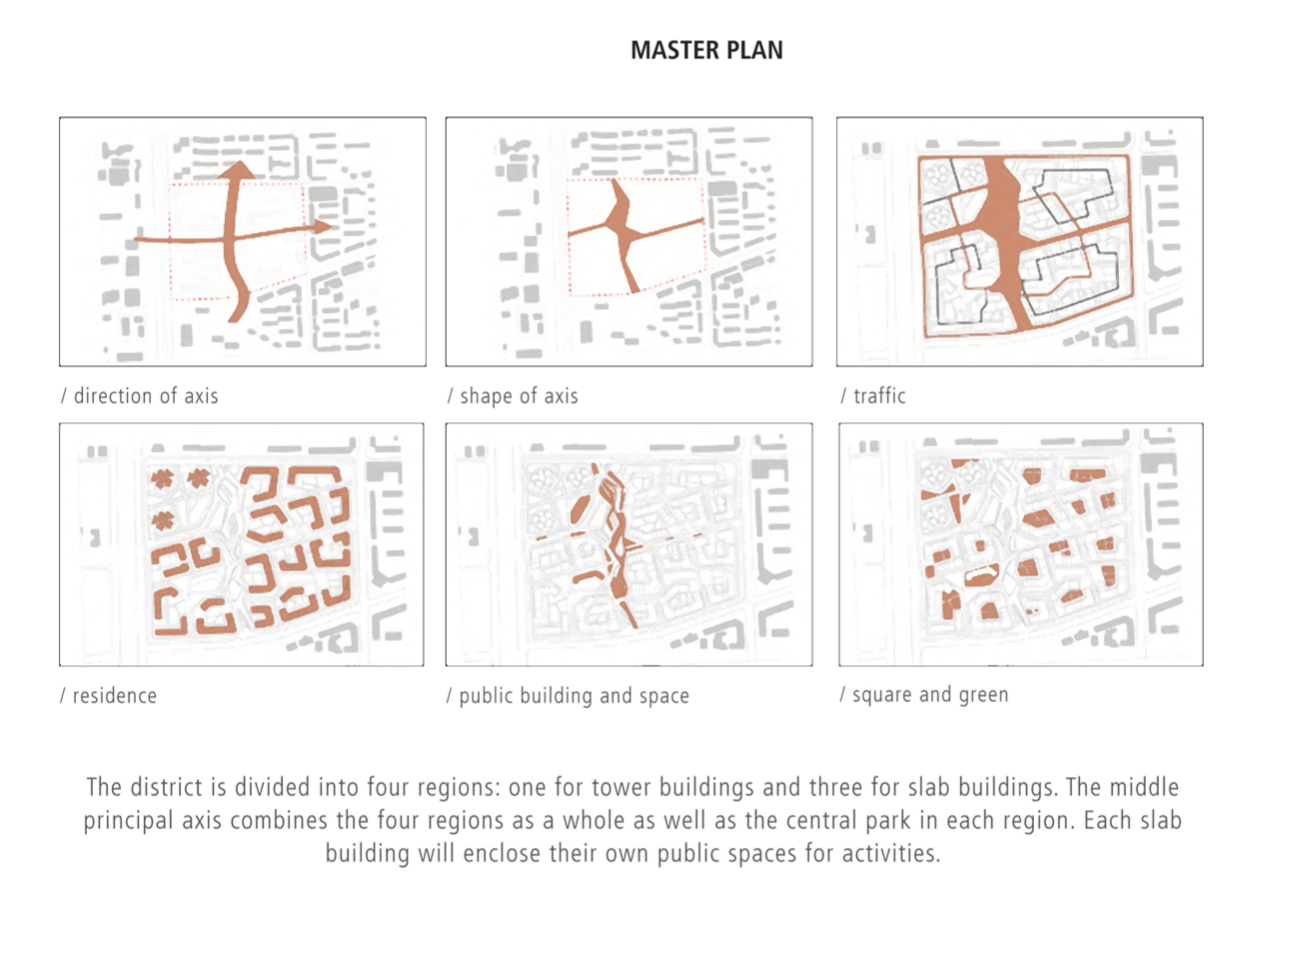 MASTER PLAN
/ direction of axis
/ shape of axis
/ traffic
/ residence
/ public building and space
/ square and green
The district is divided into four regions: one for tower buildings and three for slab buildings. The middle
principal axis combines the four regions as a whole as well as the central park in each region. Each slab
building will enclose their own public spaces for activities.